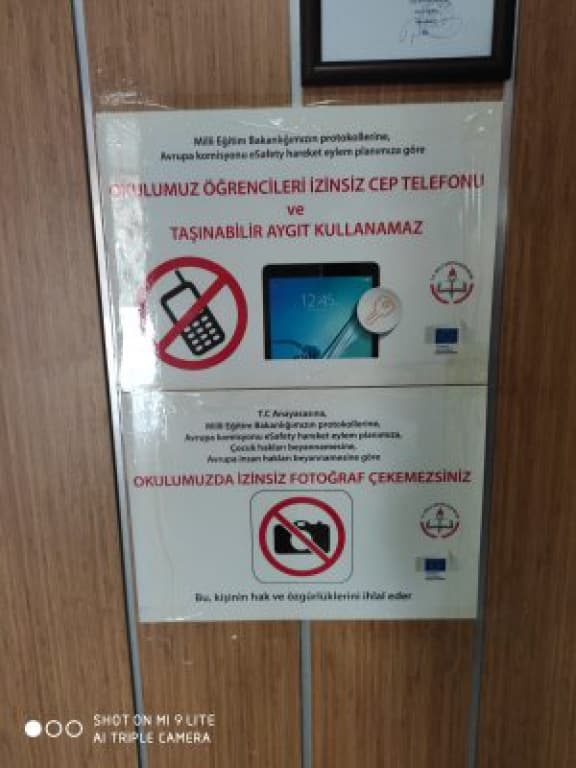 Milli Eğitim Bakanlığımızın protokollerine,
Avrupa komisyonu eSafety hareket eylem planımıza göre
OKULUMUZ ÖĞRENCİLERİ İZİNSİZ CEP TELEFONU
ve
TAŞINABİLİR AYGIT KULLANAMAZ
12:45
T.C Anayasasına,
Milli Eğitim Bakanlığımızın protokollerine,
Avrupa komisyonu eSafety hareket eylem planımıza,
Çocuk hakları beyannamesine,
Avrupa insan hakları beyannamesine göre
OKULUMUZDA İZİNSİZ FOTOĞRAF ÇEKEMEZSİNİZ
Bu, kişinin hak ve özgürlüklerini ihlal eder
SHOT ON MI 9 LITE
AI TRIPLE CAMERA